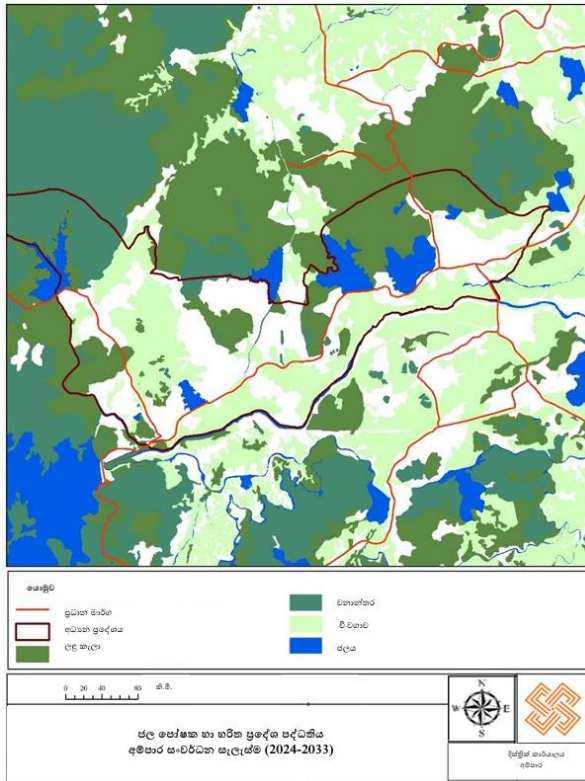 යොමුව
ප්‍රධාන මාර්ග
අධ්‍යන ප්‍රදේශය
ලඳු කැලා
වනාන්තර
වී වගාව
ජලය
0 20 40 60 80 කි.මී.
N
W E
S
ජල පෝෂක හා හරිත ප්‍රදේශ පද්ධතිය
අම්පාර සංවර්ධන සැලැස්ම (2024-2033)
දිස්ත්‍රික් කාර්යාලය
අම්පාර